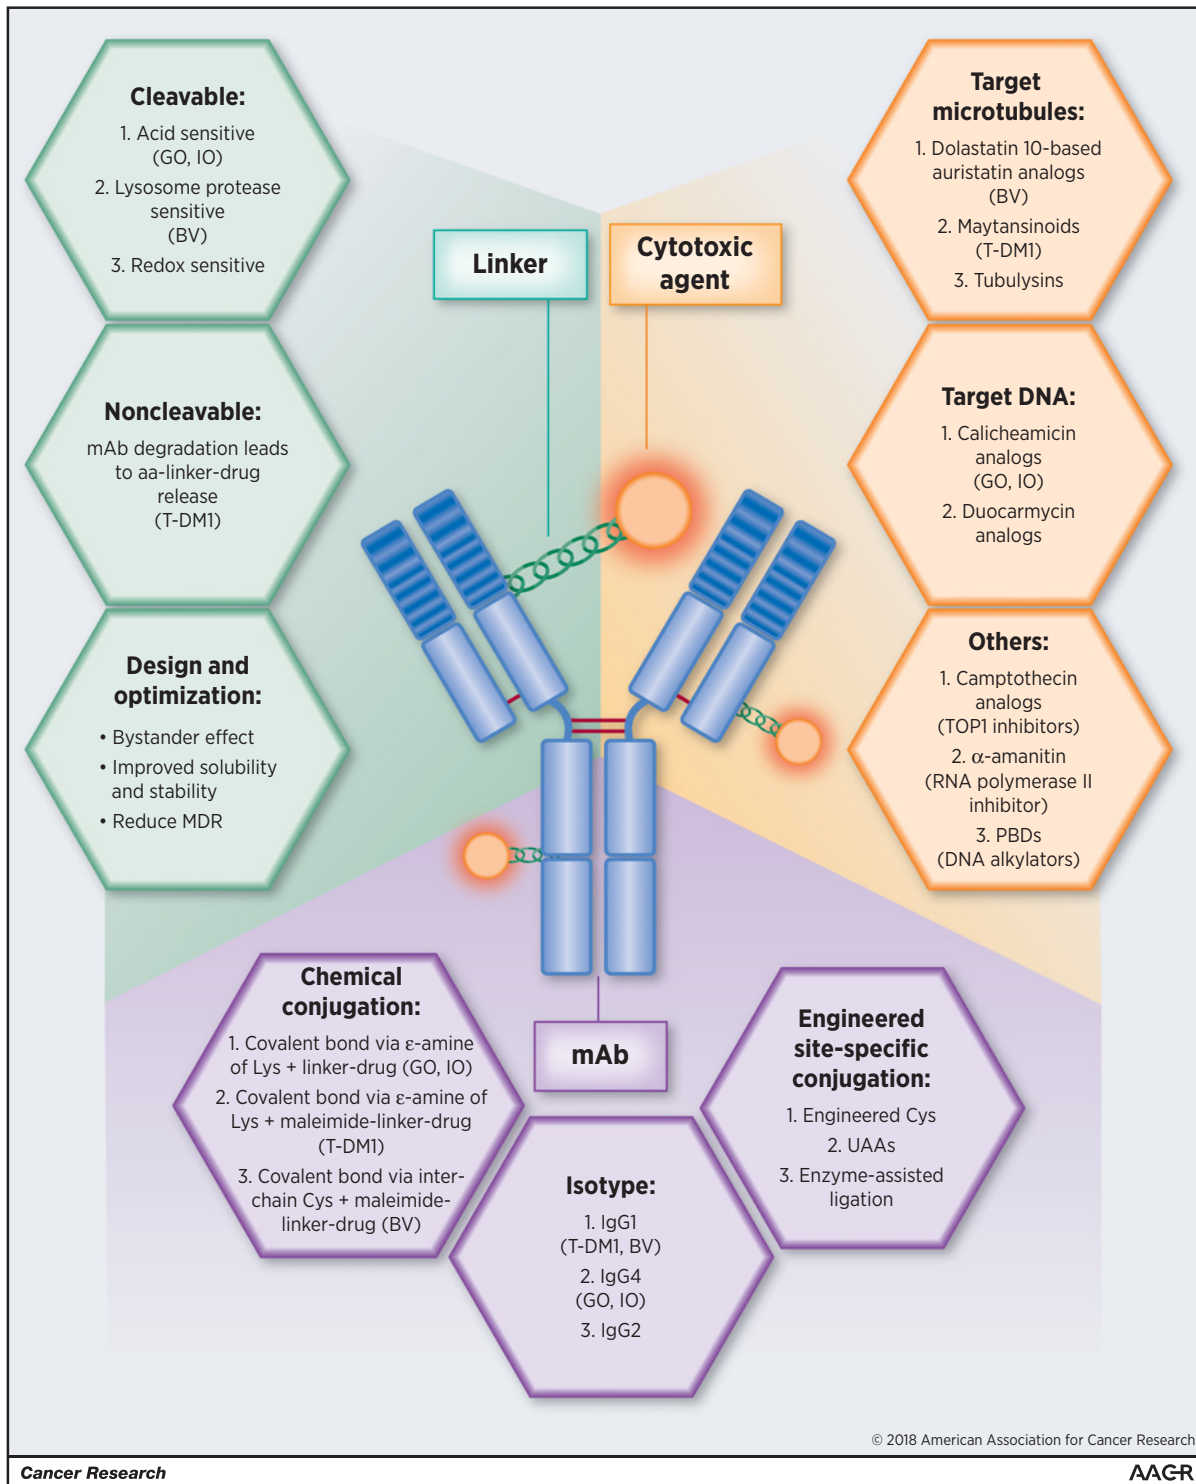 Cleavable:
1. Acid sensitive
(GO, IO)
2. Lysosome protease
sensitive
(BV)
3. Redox sensitive
Noncleavable:
mAb degradation leads
to aa-linker-drug
release
(T-DM1)
Design and
optimization:
• Bystander effect
• Improved solubility
and stability
• Reduce MDR
Linker
Cytotoxic
agent
Target
microtubules:
1. Dolastatin 10-based
auristatin analogs
(BV)
2. Maytansinoids
(T-DM1)
3. Tubulysins
Target DNA:
1. Calicheamicin
analogs
(GO, IO)
2. Duocarmycin
analogs
Others:
1. Camptothecin
analogs
(TOP1 inhibitors)
2. α-amanitin
(RNA polymerase II
inhibitor)
3. PBDs
(DNA alkylators)
mAb
Chemical
conjugation:
1. Covalent bond via ε-amine
of Lys + linker-drug (GO, IO)
2. Covalent bond via ε-amine of
Lys + maleimide-linker-drug
(T-DM1)
3. Covalent bond via inter-
chain Cys + maleimide-
linker-drug (BV)
Isotype:
1. IgG1
(T-DM1, BV)
2. IgG4
(GO, IO)
3. IgG2
Engineered
site-specific
conjugation:
1. Engineered Cys
2. UAAs
3. Enzyme-assisted
ligation
© 2018 American Association for Cancer Research
Cancer Research
AACR